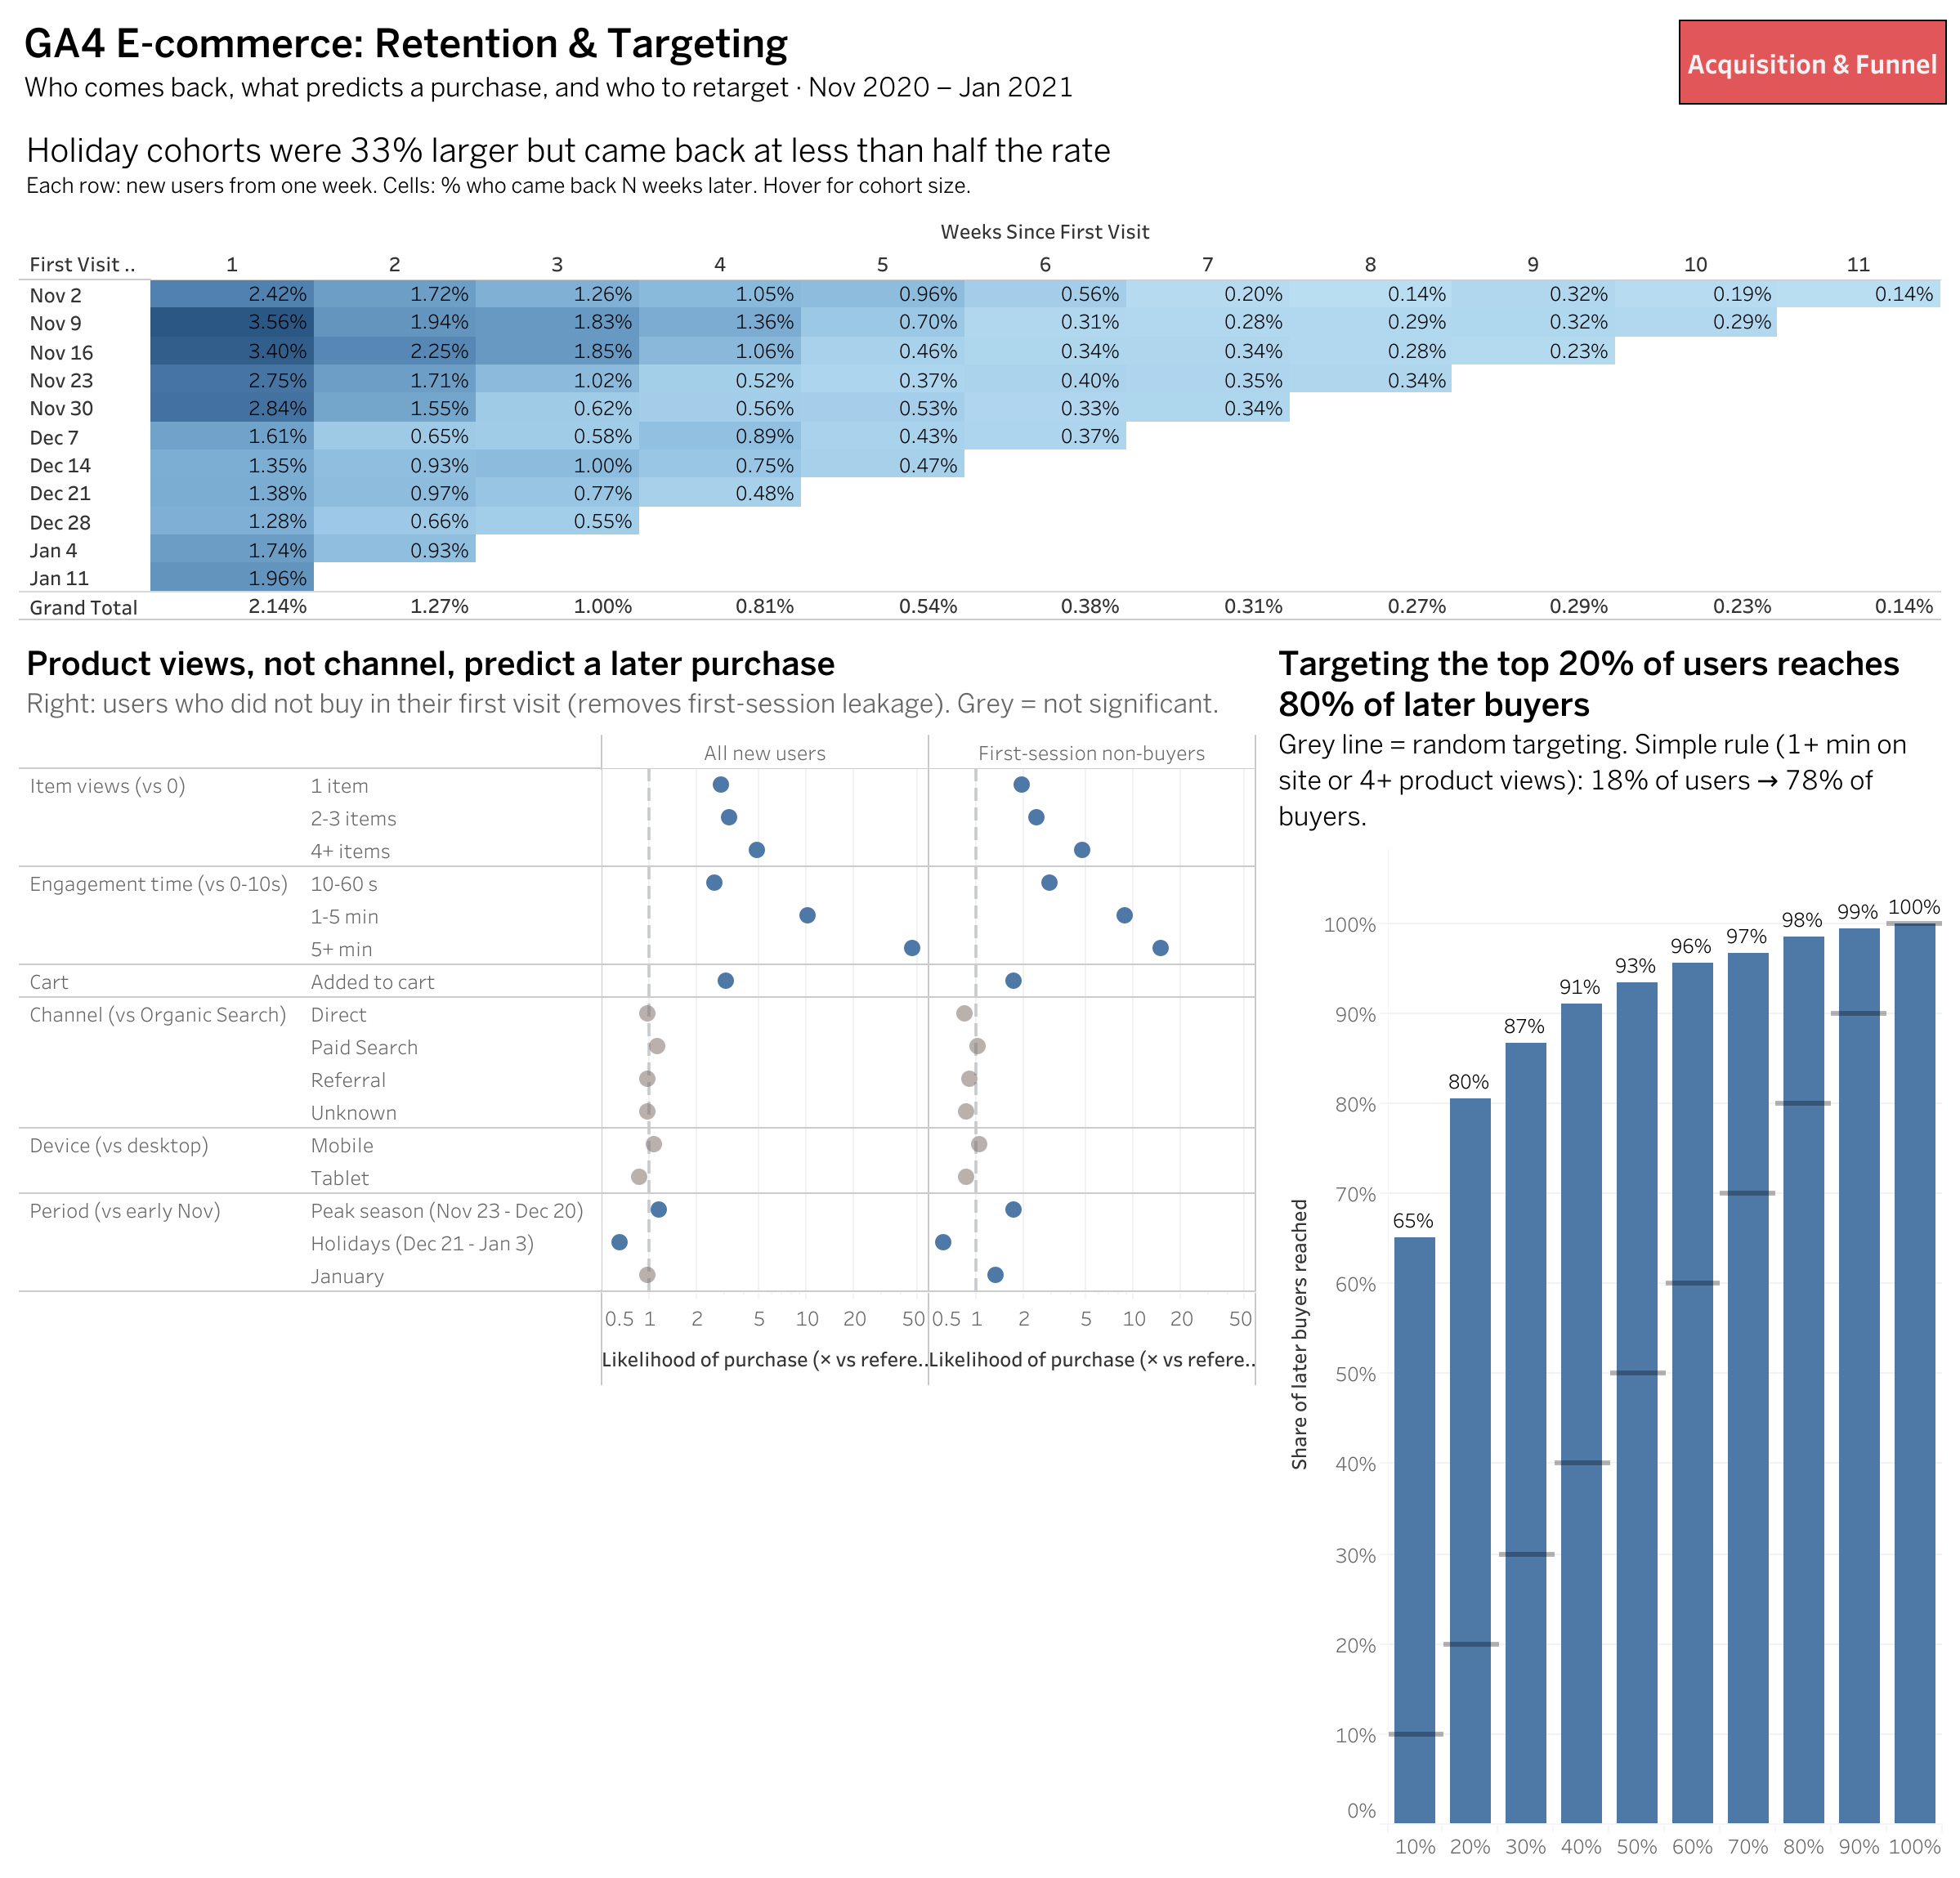 GA4 E-commerce: Retention & Targeting
Who comes back, what predicts a purchase, and who to retarget · Nov 2020 – Jan 2021
Acquisition & Funnel
Holiday cohorts were 33% larger but came back at less than half the rate
Each row: new users from one week. Cells: % who came back N weeks later. Hover for cohort size.
Weeks Since First Visit
First Visit .. 1 2 3 4 5 6 7 8 9 10 11
Nov 2 2.42% 1.72% 1.26% 1.05% 0.96% 0.56% 0.20% 0.14% 0.32% 0.19% 0.14%
Nov 9 3.56% 1.94% 1.83% 1.36% 0.70% 0.31% 0.28% 0.29% 0.32% 0.29%
Nov 16 3.40% 2.25% 1.85% 1.06% 0.46% 0.34% 0.34% 0.28% 0.23%
Nov 23 2.75% 1.71% 1.02% 0.52% 0.37% 0.40% 0.35% 0.34%
Nov 30 2.84% 1.55% 0.62% 0.56% 0.53% 0.33% 0.34%
Dec 7 1.61% 0.65% 0.58% 0.89% 0.43% 0.37%
Dec 14 1.35% 0.93% 1.00% 0.75% 0.47%
Dec 21 1.38% 0.97% 0.77% 0.48%
Dec 28 1.28% 0.66% 0.55%
Jan 4 1.74% 0.93%
Jan 11 1.96%
Grand Total 2.14% 1.27% 1.00% 0.81% 0.54% 0.38% 0.31% 0.27% 0.29% 0.23% 0.14%
Product views, not channel, predict a later purchase
Right: users who did not buy in their first visit (removes first-session leakage). Grey = not significant.
All new users First-session non-buyers
Item views (vs 0) 1 item
2-3 items
4+ items
Engagement time (vs 0-10s) 10-60 s
1-5 min
5+ min
Cart Added to cart
Channel (vs Organic Search) Direct
Paid Search
Referral
Unknown
Device (vs desktop) Mobile
Tablet
Period (vs early Nov) Peak season (Nov 23 - Dec 20)
Holidays (Dec 21 - Jan 3)
January
0.5 1 2 5 10 20 50 0.5 1 2 5 10 20 50
Likelihood of purchase (× vs refere.. Likelihood of purchase (× vs refere..
Targeting the top 20% of users reaches
80% of later buyers
Grey line = random targeting. Simple rule (1+ min on
site or 4+ product views): 18% of users → 78% of
buyers.
Share of later buyers reached
100%
90%
80%
70%
60%
50%
40%
30%
20%
10%
0%
65% 80% 87% 91% 93% 96% 97% 98% 99% 100%
10% 20% 30% 40% 50% 60% 70% 80% 90% 100%